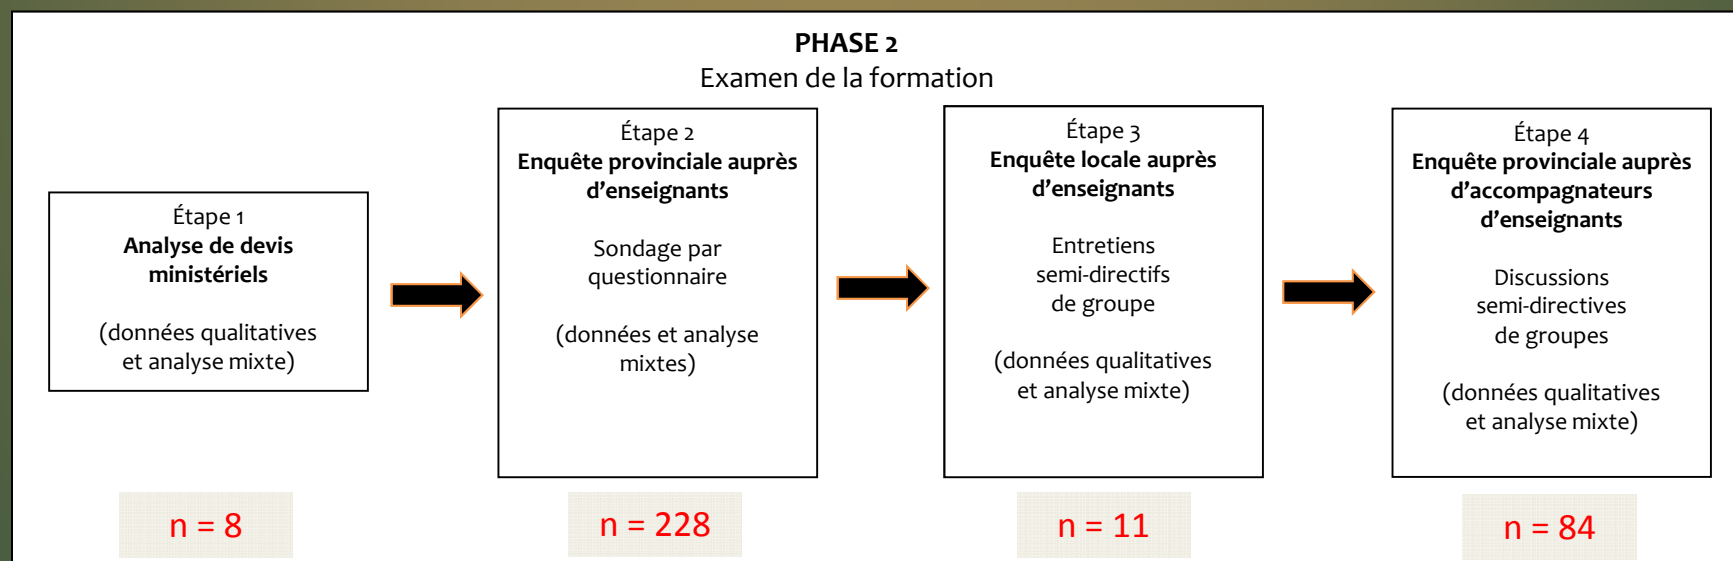 PHASE 2
Examen de la formation
Étape 1
Analyse de devis
ministériels
(données qualitatives
et analyse mixte)
n = 8
Étape 2
Enquête provinciale auprès
d’enseignants
Sondage par
questionnaire
(données et analyse
mixtes)
n = 228
Étape 3
Enquête locale auprès
d’enseignants
Entretiens
semi-directifs
de groupe
(données qualitatives
et analyse mixte)
n = 11
Étape 4
Enquête provinciale auprès
d’accompagnateurs
d’enseignants
Discussions
semi-directives
de groupes
(données qualitatives
et analyse mixte)
n = 84